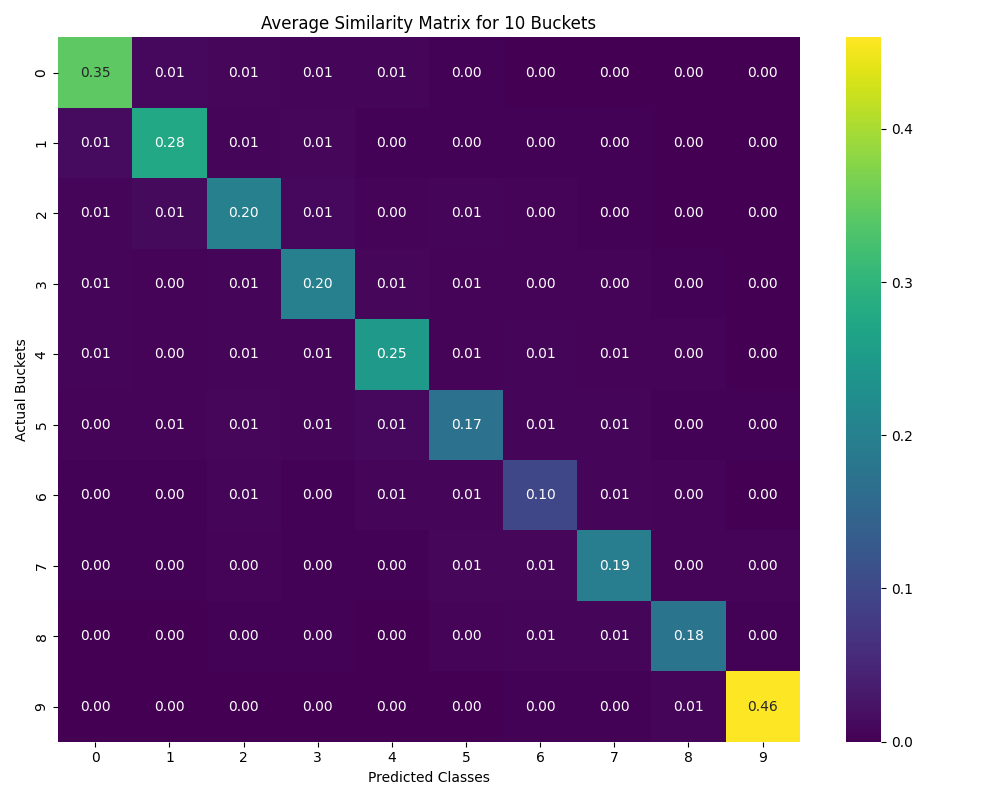 Average Similarity Matrix for 10 Buckets
0 0.35 0.01 0.01 0.01 0.01 0.00 0.00 0.00 0.00 0.00
1 0.01 0.28 0.01 0.01 0.00 0.00 0.00 0.00 0.00 0.00
2 0.01 0.01 0.20 0.01 0.00 0.01 0.00 0.00 0.00 0.00
3 0.01 0.00 0.01 0.20 0.01 0.01 0.00 0.00 0.00 0.00
4 0.01 0.00 0.01 0.01 0.25 0.01 0.01 0.01 0.00 0.00
5 0.00 0.01 0.01 0.01 0.01 0.17 0.01 0.01 0.00 0.00
6 0.00 0.00 0.01 0.00 0.01 0.01 0.10 0.01 0.00 0.00
7 0.00 0.00 0.00 0.00 0.00 0.01 0.01 0.19 0.00 0.00
8 0.00 0.00 0.00 0.00 0.00 0.00 0.01 0.01 0.18 0.00
9 0.00 0.00 0.00 0.00 0.00 0.00 0.00 0.00 0.01 0.46
0 1 2 3 4 5 6 7 8 9
Predicted Classes
Actual Buckets
0.4
0.3
0.2
0.1
0.0